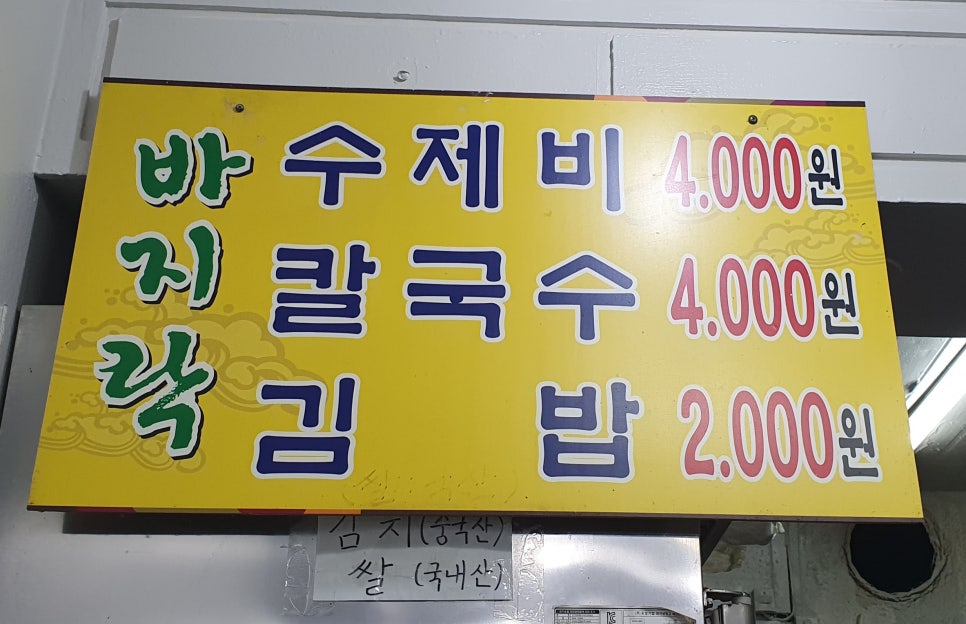 바지락
수제비 4.000원
칼국수 4.000원
김밥 2.000원
김치(중국산)
쌀 (국내산)